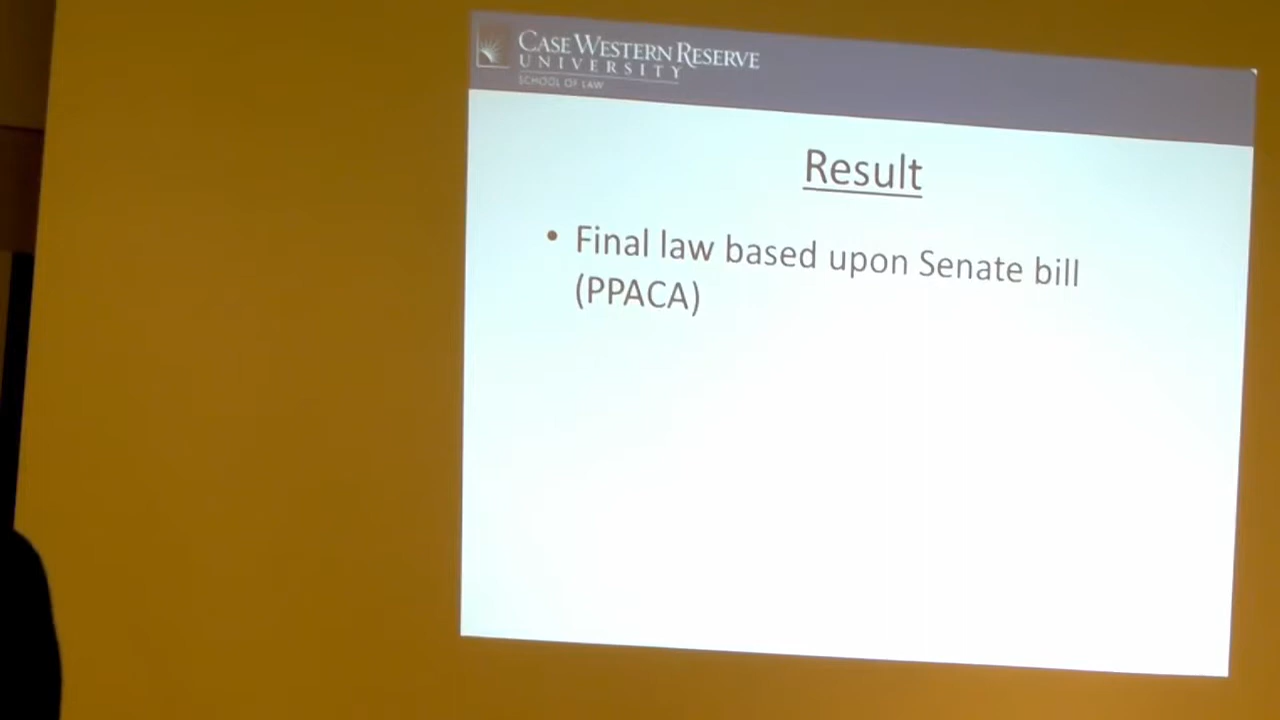 CASE WESTERN RESERVE
UNIVERSITY
SCHOOL OF LAW
Result
• Final law based upon Senate bill
(PPACA)